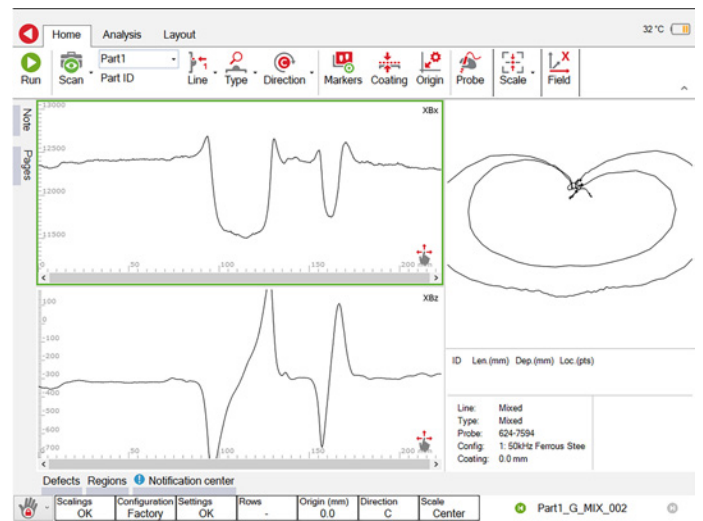 Home Analysis Layout 32 °C
Run Scan Part1 Part ID Line Type Direction Markers Coating Origin Probe Scale Field
Note
Pages
13000 XBx
12500
12000
11500
0 50 100 150 200 mm
100 XBz
0
-100
-200
-300
-400
-500
-600
-700 50 100 150 200 mm
ID Len.(mm) Dep.(mm) Loc.(pts)
Line: Mixed
Type: Mixed
Probe: 624-7594
Config: 1: 50kHz Ferrous Stee
Coating: 0.0 mm
Defects Regions Notification center
Scalings Configuration Settings Rows Origin (mm) Direction Scale
OK Factory OK - 0.0 C Center Part1_G_MIX_002